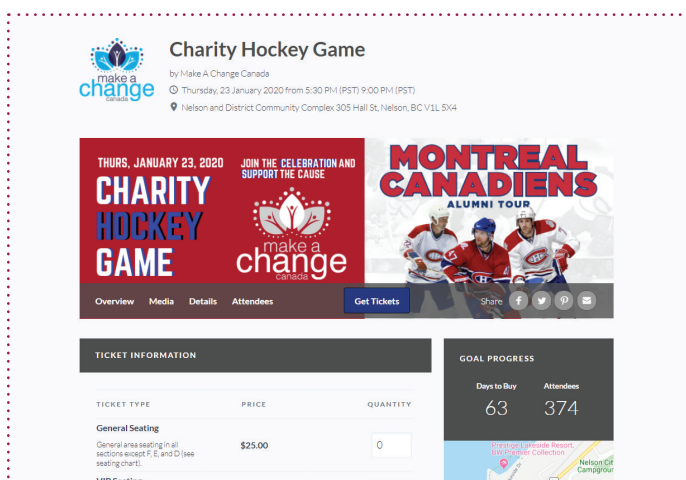 make a
change
canada
Charity Hockey Game
by Make A Change Canada
Thursday, 23 January 2020 from 5:30 PM (PST) 9:00 PM (PST)
Nelson and District Community Complex 305 Hall St, Nelson, BC V1L 5X4
THURS, JANUARY 23, 2020
CHARITY
HOCKEY
GAME
JOIN THE CELEBRATION AND
SUPPORT THE CAUSE
make a
change
canada
MONTREAL
CANADIENS
ALUMNI TOUR
Overview Media Details Attendees Get Tickets Share
TICKET INFORMATION
TICKET TYPE PRICE QUANTITY
General Seating
General area seating in all
sections except F, E, and D (see
seating chart).
$25.00
0
VIP Seating
GOAL PROGRESS
Days to Buy Attendees
63 374
Prestige Lakeside Resort,
BW Premier Collection
Nelson Cit
Campgroun